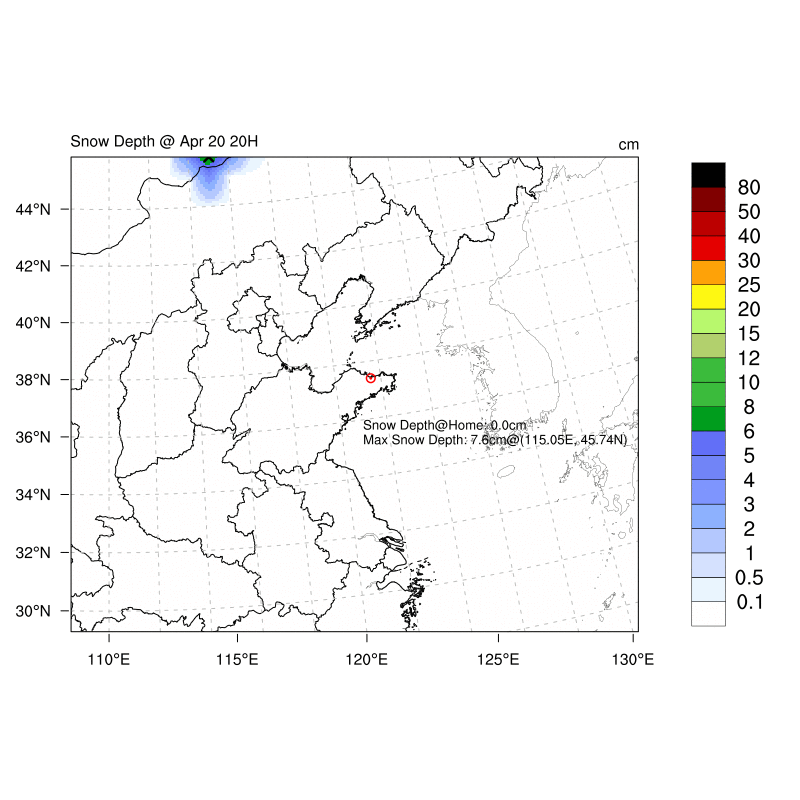 Snow Depth @ Apr 20 20H
cm
44°N
42°N
40°N
38°N
36°N
34°N
32°N
30°N
110°E
115°E
120°E
125°E
130°E
Snow Depth@Home: 0.0cm
Max Snow Depth: 7.6cm@(115.05E, 45.74N)
80
50
40
30
25
20
15
12
10
8
6
5
4
3
2
1
0.5
0.1